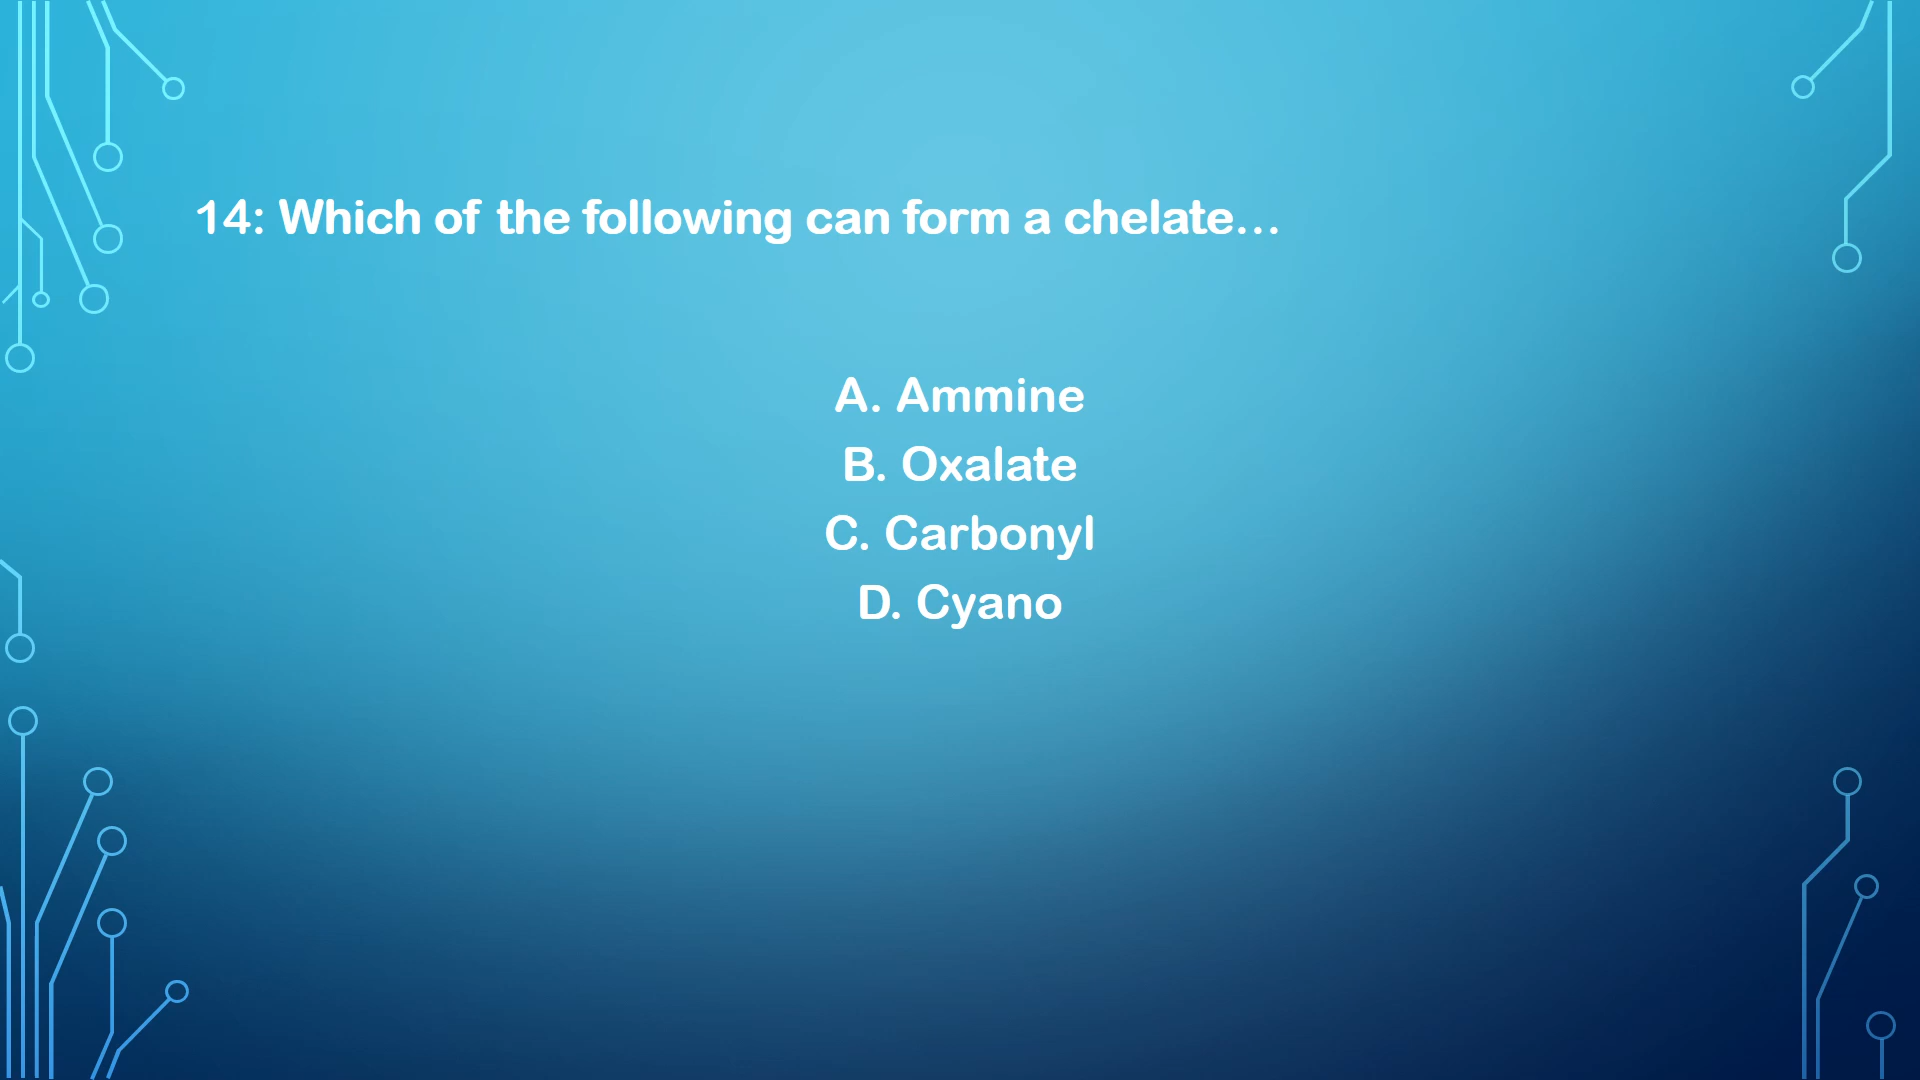 14: Which of the following can form a chelate…
A. Ammine
B. Oxalate
C. Carbonyl
D. Cyano